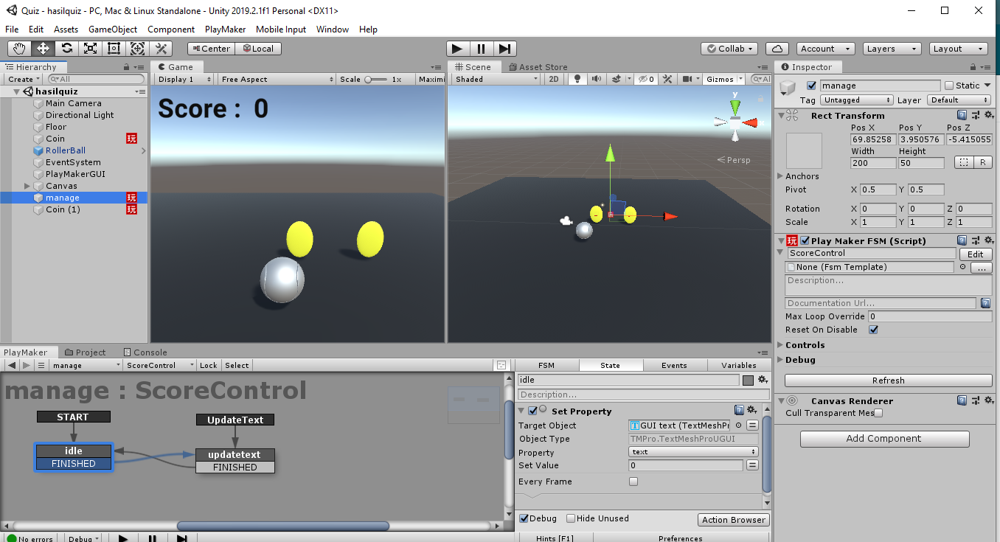 Quiz - hasilquiz - PC, Mac & Linux Standalone - Unity 2019.2.1f1 Personal <DX11>
File Edit Assets GameObject Component PlayMaker Mobile Input Window Help
Center Local Collab Account Layers Layout
Hierarchy
Create All
hasilquiz
Main Camera
Directional Light
Floor
Coin 玩
RollerBall
EventSystem
PlayMakerGUI
Canvas
manage 玩
Coin (1) 玩
Game
Display 1 Free Aspect Scale 1x Maximi
Score : 0
Scene Asset Store
Shaded 2D 0 Gizmos All
y
Persp
Inspector
manage Static
Tag Untagged Layer Default
Rect Transform
Pos X Pos Y Pos Z
69.85258 3.950576 -5.415055
Width Height
200 50 R
Anchors
Pivot X 0.5 Y 0.5
Rotation X 0 Y 0 Z 0
Scale X 1 Y 1 Z 1
玩 Play Maker FSM (Script)
ScoreControl Edit
None (Fsm Template) ...
Description...
Documentation Url...
Max Loop Override 0
Reset On Disable
Controls
Debug
Refresh
Canvas Renderer
Cull Transparent Mes
Add Component
PlayMaker Project Console
manage ScoreControl Lock Select
manage : ScoreControl
START
idle
FINISHED
UpdateText
updatetext
FINISHED
No errors Debug
FSM State Events Variables
idle
Description...
Set Property
Target Object GUI text (TextMeshPr
Object Type TMPro.TextMeshProUGUI
Property text
Set Value 0
Every Frame
Debug Hide Unused Action Browser
Hints [F1] Preferences